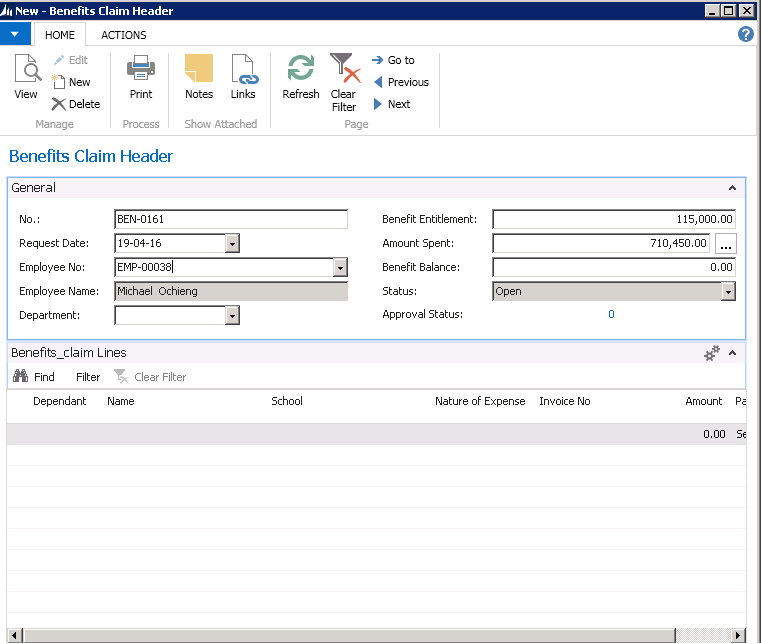 New - Benefits Claim Header
HOME ACTIONS
View Edit New Delete Print Notes Links Refresh Clear Filter Go to Previous Next
Manage Process Show Attached Page
Benefits Claim Header
General
No.: BEN-0161 Benefit Entitlement: 115,000.00
Request Date: 19-04-16 Amount Spent: 710,450.00 ...
Employee No: EMP-00038 Benefit Balance: 0.00
Employee Name: Michael Ochieng Status: Open
Department: Approval Status: 0
Benefits_claim Lines
Find Filter Clear Filter
Dependant Name School Nature of Expense Invoice No Amount Pa
0.00 Se